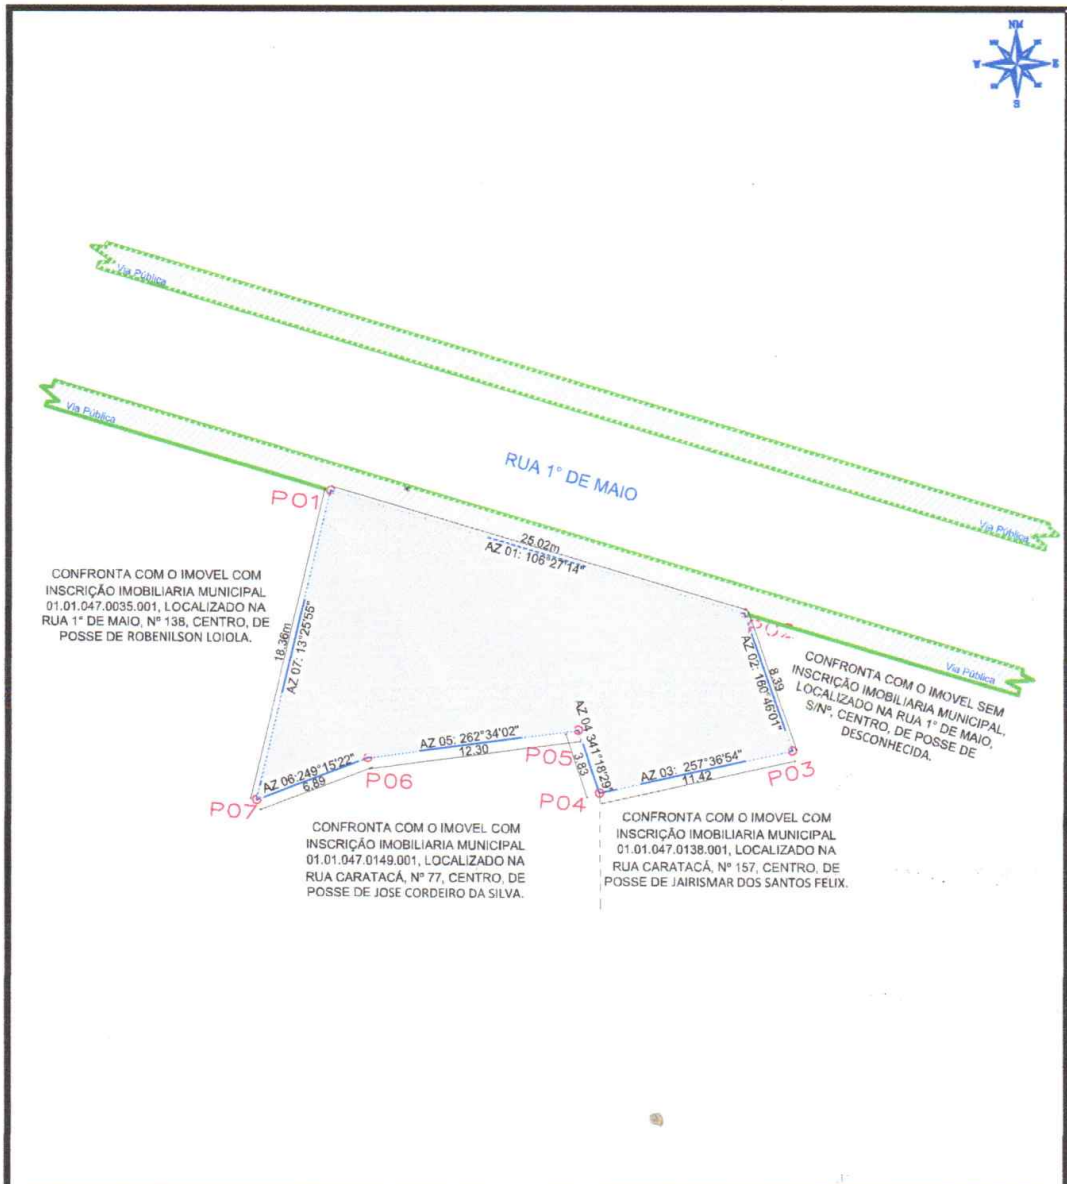 NM
W E
S
Via Pública
Via Pública
RUA 1° DE MAIO
P01
25.02m
AZ 01: 106°27'14"
Via Pública
CONFRONTA COM O IMOVEL COM
INSCRIÇÃO IMOBILIARIA MUNICIPAL
01.01.047.0035.001, LOCALIZADO NA
RUA 1° DE MAIO, Nº 138, CENTRO, DE
POSSE DE ROBENILSON LOIOLA.
18.36m
AZ 07: 13°25'55"
P02
AZ 02: 160°46'01"
8.39
Via Pública
CONFRONTA COM O IMOVEL SEM
INSCRIÇÃO IMOBILIARIA MUNICIPAL,
LOCALIZADO NA RUA 1° DE MAIO,
S/Nº, CENTRO, DE POSSE DE
DESCONHECIDA.
AZ 04 341°18'29"
3.83
AZ 05: 262°34'02"
12.30
P05
AZ 03: 257°36'54"
11.42
P03
AZ 06:249°15'22"
6.89
P06
P07
P04
CONFRONTA COM O IMOVEL COM
INSCRIÇÃO IMOBILIARIA MUNICIPAL
01.01.047.0149.001, LOCALIZADO NA
RUA CARATACÁ, Nº 77, CENTRO, DE
POSSE DE JOSE CORDEIRO DA SILVA.
CONFRONTA COM O IMOVEL COM
INSCRIÇÃO IMOBILIARIA MUNICIPAL
01.01.047.0138.001, LOCALIZADO NA
RUA CARATACÁ, Nº 157, CENTRO, DE
POSSE DE JAIRISMAR DOS SANTOS FELIX.